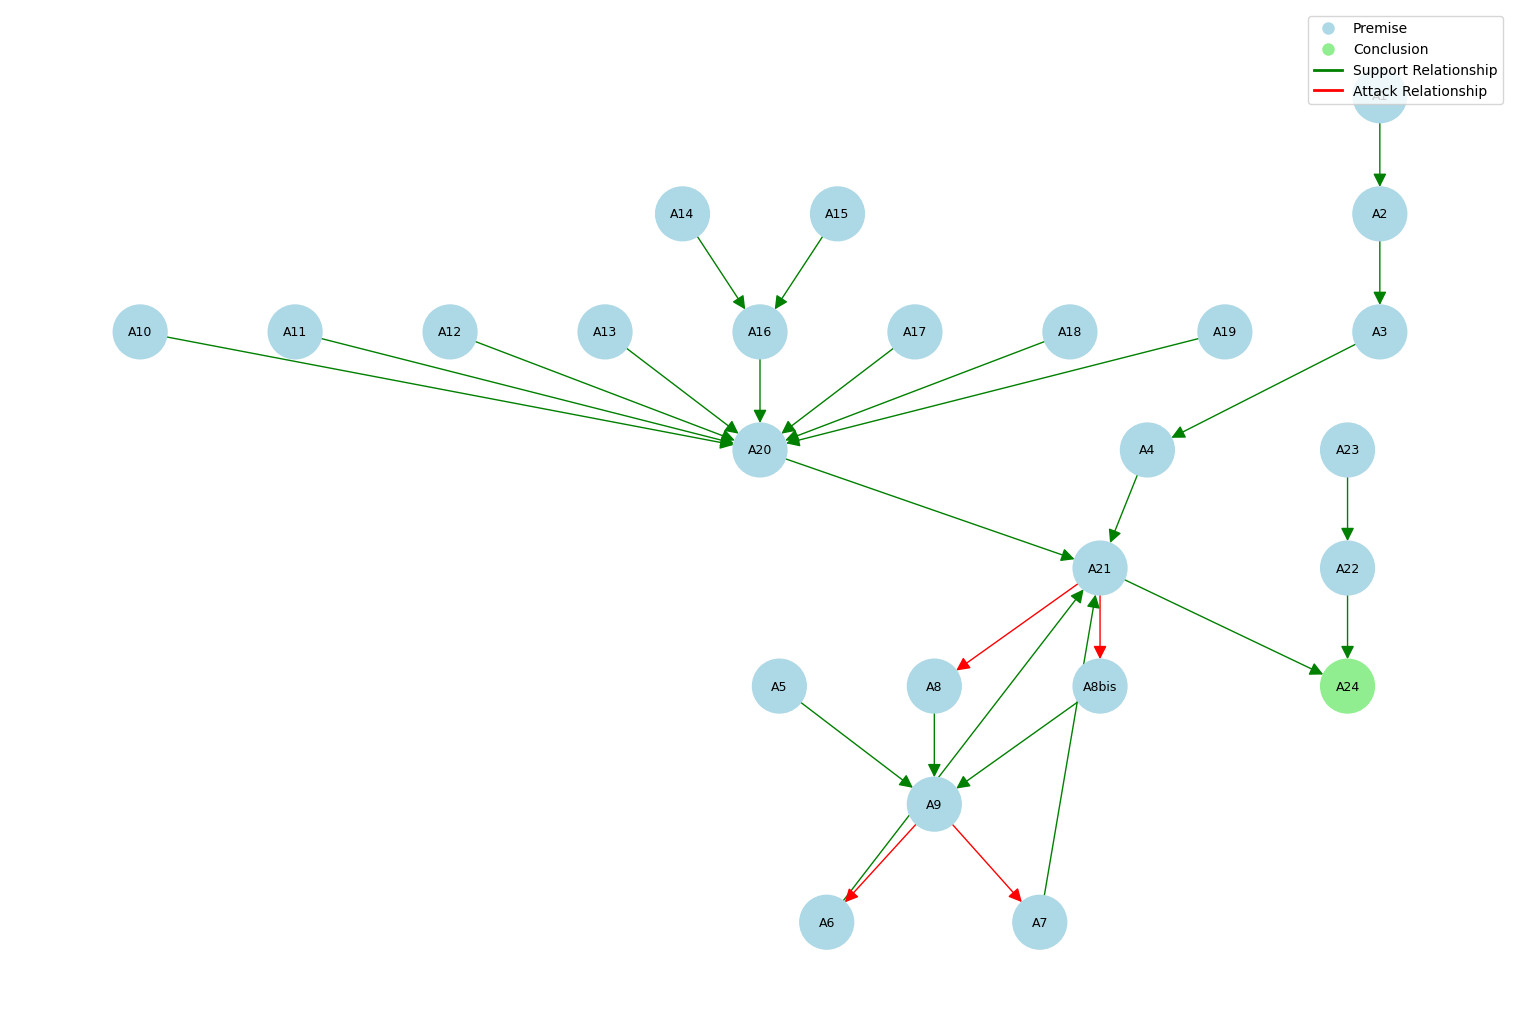 Premise
Conclusion
Support Relationship
Attack Relationship
A1
A14
A15
A2
A10
A11
A12
A13
A16
A17
A18
A19
A3
A20
A4
A23
A21
A22
A5
A8
A8bis
A24
A9
A6
A7